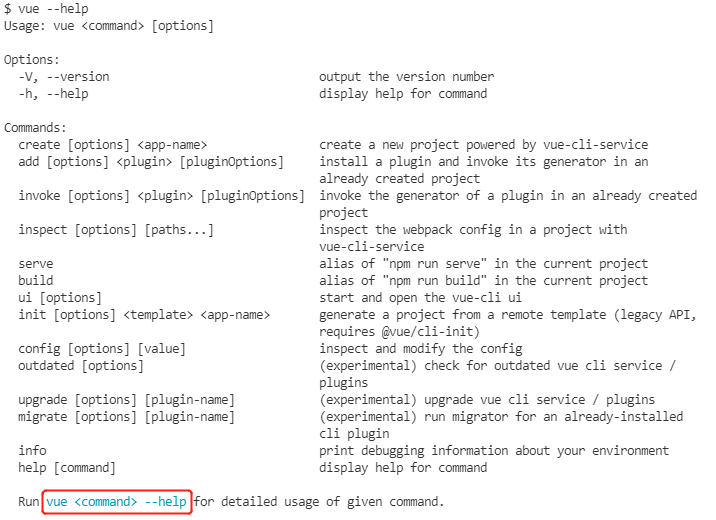 $ vue --help
Usage: vue <command> [options]
Options:
-V, --version output the version number
-h, --help display help for command
Commands:
create [options] <app-name> create a new project powered by vue-cli-service
add [options] <plugin> [pluginOptions] install a plugin and invoke its generator in an
already created project
invoke [options] <plugin> [pluginOptions] invoke the generator of a plugin in an already created
project
inspect [options] [paths...] inspect the webpack config in a project with
vue-cli-service
serve alias of "npm run serve" in the current project
build alias of "npm run build" in the current project
ui [options] start and open the vue-cli ui
init [options] <template> <app-name> generate a project from a remote template (legacy API,
requires @vue/cli-init)
config [options] [value] inspect and modify the config
outdated [options] (experimental) check for outdated vue cli service /
plugins
upgrade [options] [plugin-name] (experimental) upgrade vue cli service / plugins
migrate [options] [plugin-name] (experimental) run migrator for an already-installed
cli plugin
info print debugging information about your environment
help [command] display help for command
Run vue <command> --help for detailed usage of given command.